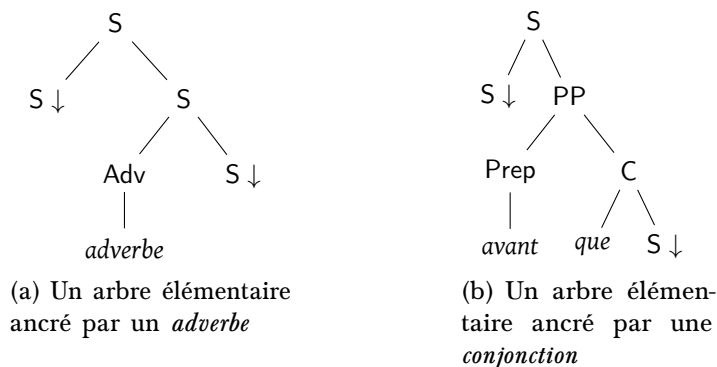 S
S
S ↓
S
S ↓
PP
Adv
S ↓
Prep
C
adverbe
avant
que
S ↓
(a) Un arbre élémentaire
ancré par un adverbe
(b) Un arbre élémen-
taire ancré par une
conjonction